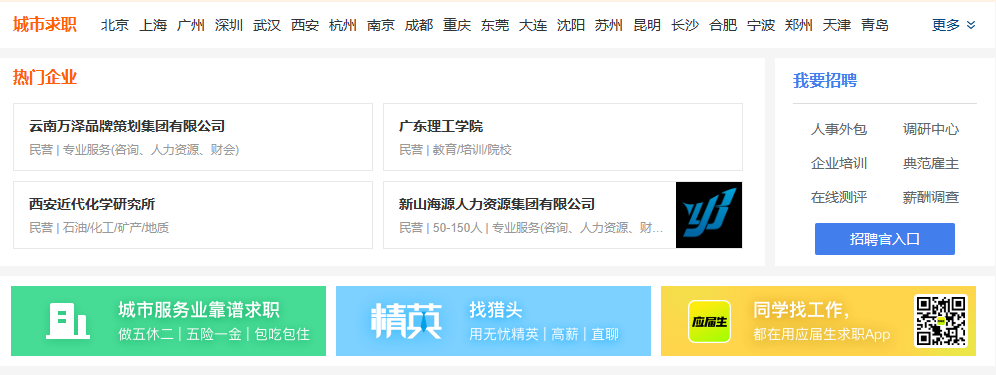 城市求职 北京 上海 广州 深圳 武汉 西安 杭州 南京 成都 重庆 东莞 大连 沈阳 苏州 昆明 长沙 合肥 宁波 郑州 天津 青岛 更多
热门企业
云南万泽品牌策划集团有限公司
民营 | 专业服务(咨询、人力资源、财会)
广东理工学院
民营 | 教育/培训/院校
西安近代化学研究所
民营 | 石油/化工/矿产/地质
新山海源人力资源集团有限公司
民营 | 50-150人 | 专业服务(咨询、人力资源、财...
我要招聘
人事外包 调研中心
企业培训 典范雇主
在线测评 薪酬调查
招聘官入口
城市服务业靠谱求职
做五休二 | 五险一金 | 包吃包住
精英
找猎头
用无忧精英 | 高薪 | 直聊
应届生
同学找工作,
都在用应届生求职App